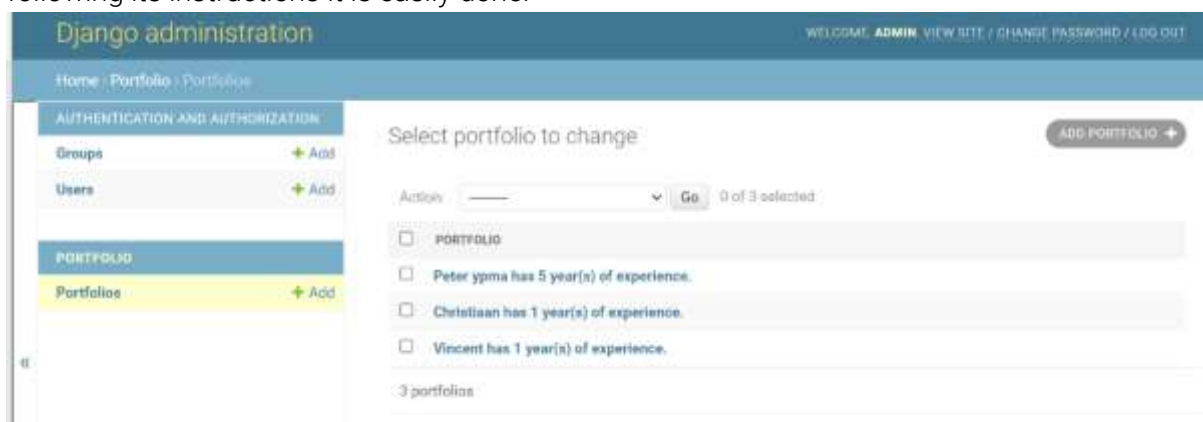 following its instructions it is easily done.
Django administration
WELCOME, ADMIN. VIEW SITE / CHANGE PASSWORD / LOG OUT
Home › Portfolio › Portfolios
AUTHENTICATION AND AUTHORIZATION
Groups + Add
Users + Add
PORTFOLIO
Portfolios + Add
«
Select portfolio to change
ADD PORTFOLIO +
Action: --------- Go 0 of 3 selected
PORTFOLIO
Peter ypma has 5 year(s) of experience.
Christiaan has 1 year(s) of experience.
Vincent has 1 year(s) of experience.
3 portfolios